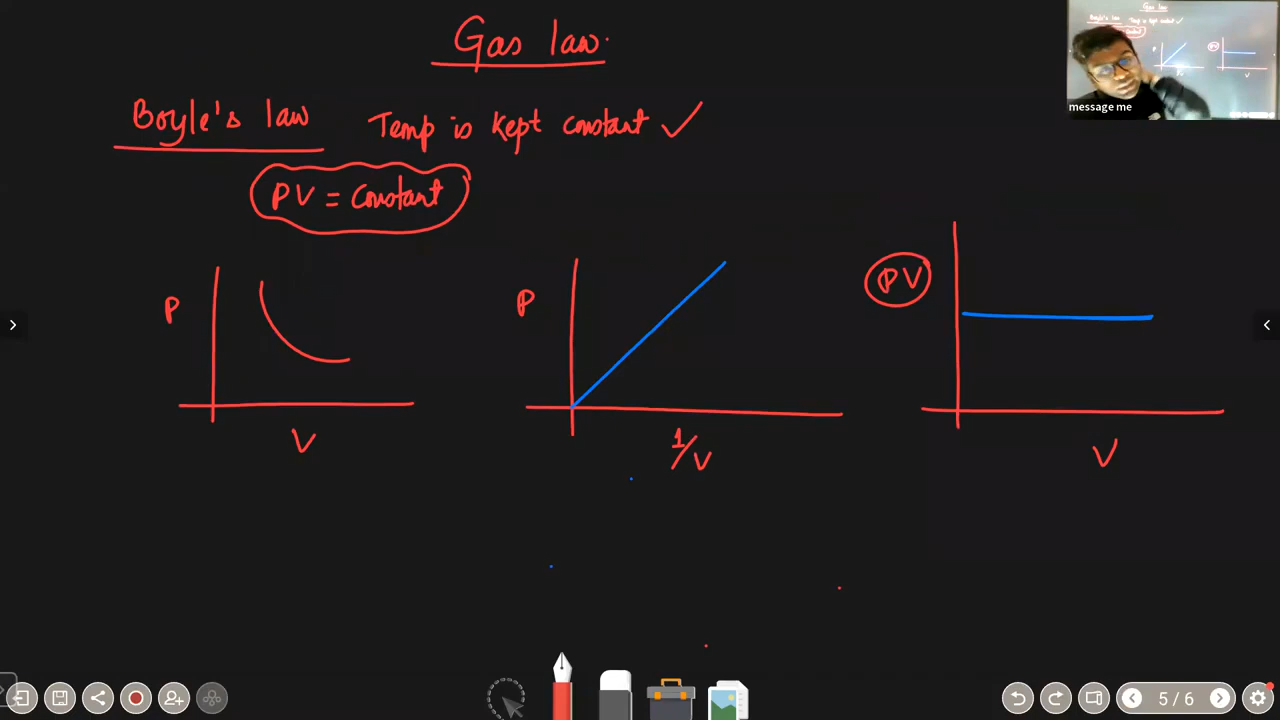 Gas law.
Boyle's law Temp is kept constant ✓
PV = Constant
P
V
P
1/V
PV
V
message me
5 / 6